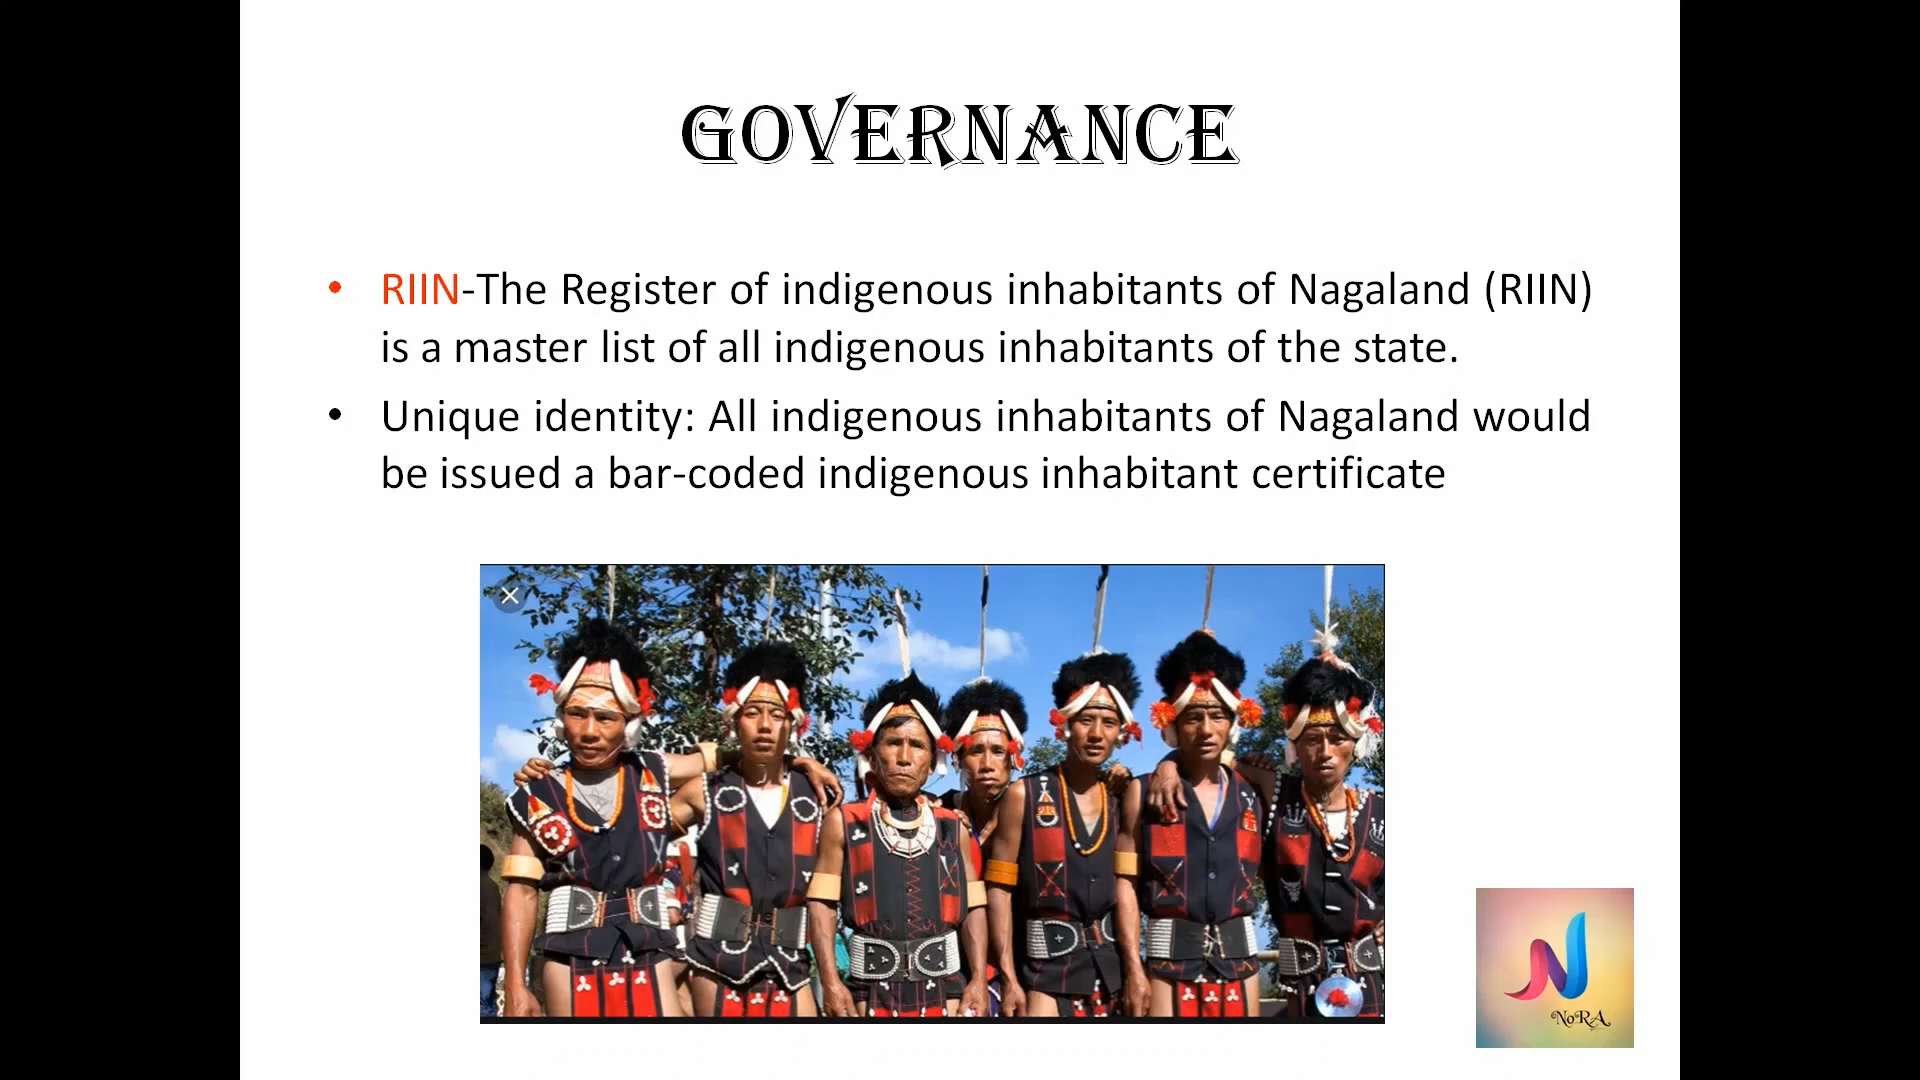 GOVERNANCE
• RIIN-The Register of indigenous inhabitants of Nagaland (RIIN)
is a master list of all indigenous inhabitants of the state.
• Unique identity: All indigenous inhabitants of Nagaland would
be issued a bar-coded indigenous inhabitant certificate
N
NoRA